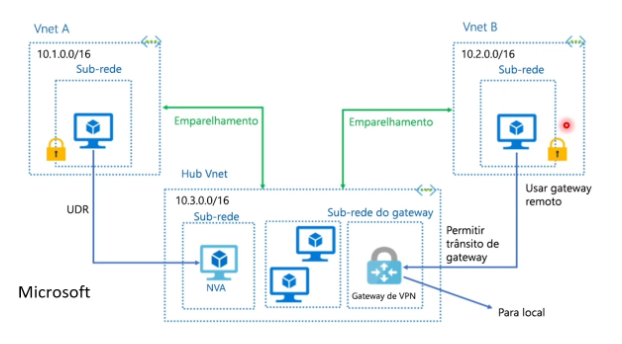 Vnet A
10.1.0.0/16
Sub-rede
Vnet B
10.2.0.0/16
Sub-rede
Emparelhamento
Emparelhamento
UDR
Usar gateway
remoto
Hub Vnet
10.3.0.0/16
Sub-rede
NVA
Sub-rede do gateway
Gateway de VPN
Permitir
trânsito de
gateway
Para local
Microsoft